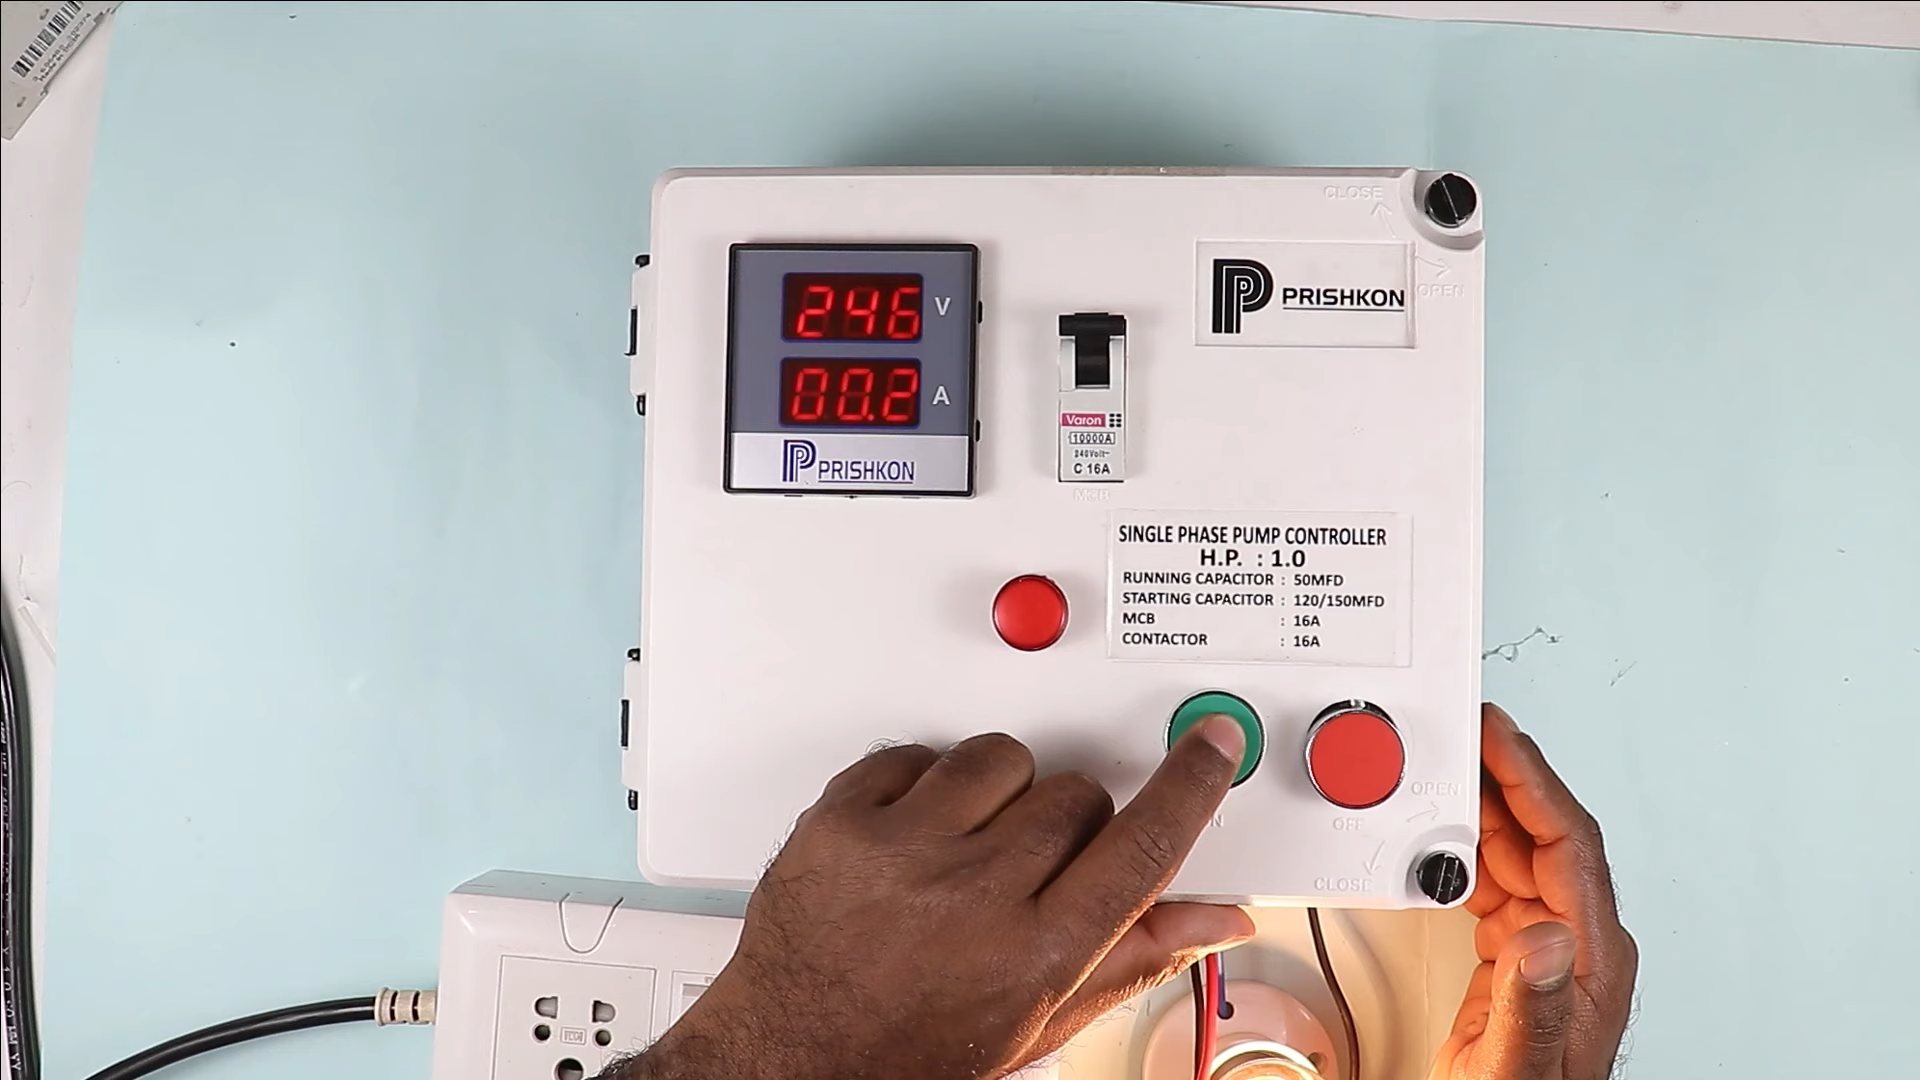 CLOSE
OPEN
246 V
00.2 A
PRISHKON
PRISHKON
Varon
10000A
240Volt~
C 16A
MCB
SINGLE PHASE PUMP CONTROLLER
H.P. : 1.0
RUNNING CAPACITOR : 50MFD
STARTING CAPACITOR : 120/150MFD
MCB : 16A
CONTACTOR : 16A
OFF
OPEN
CLOSE